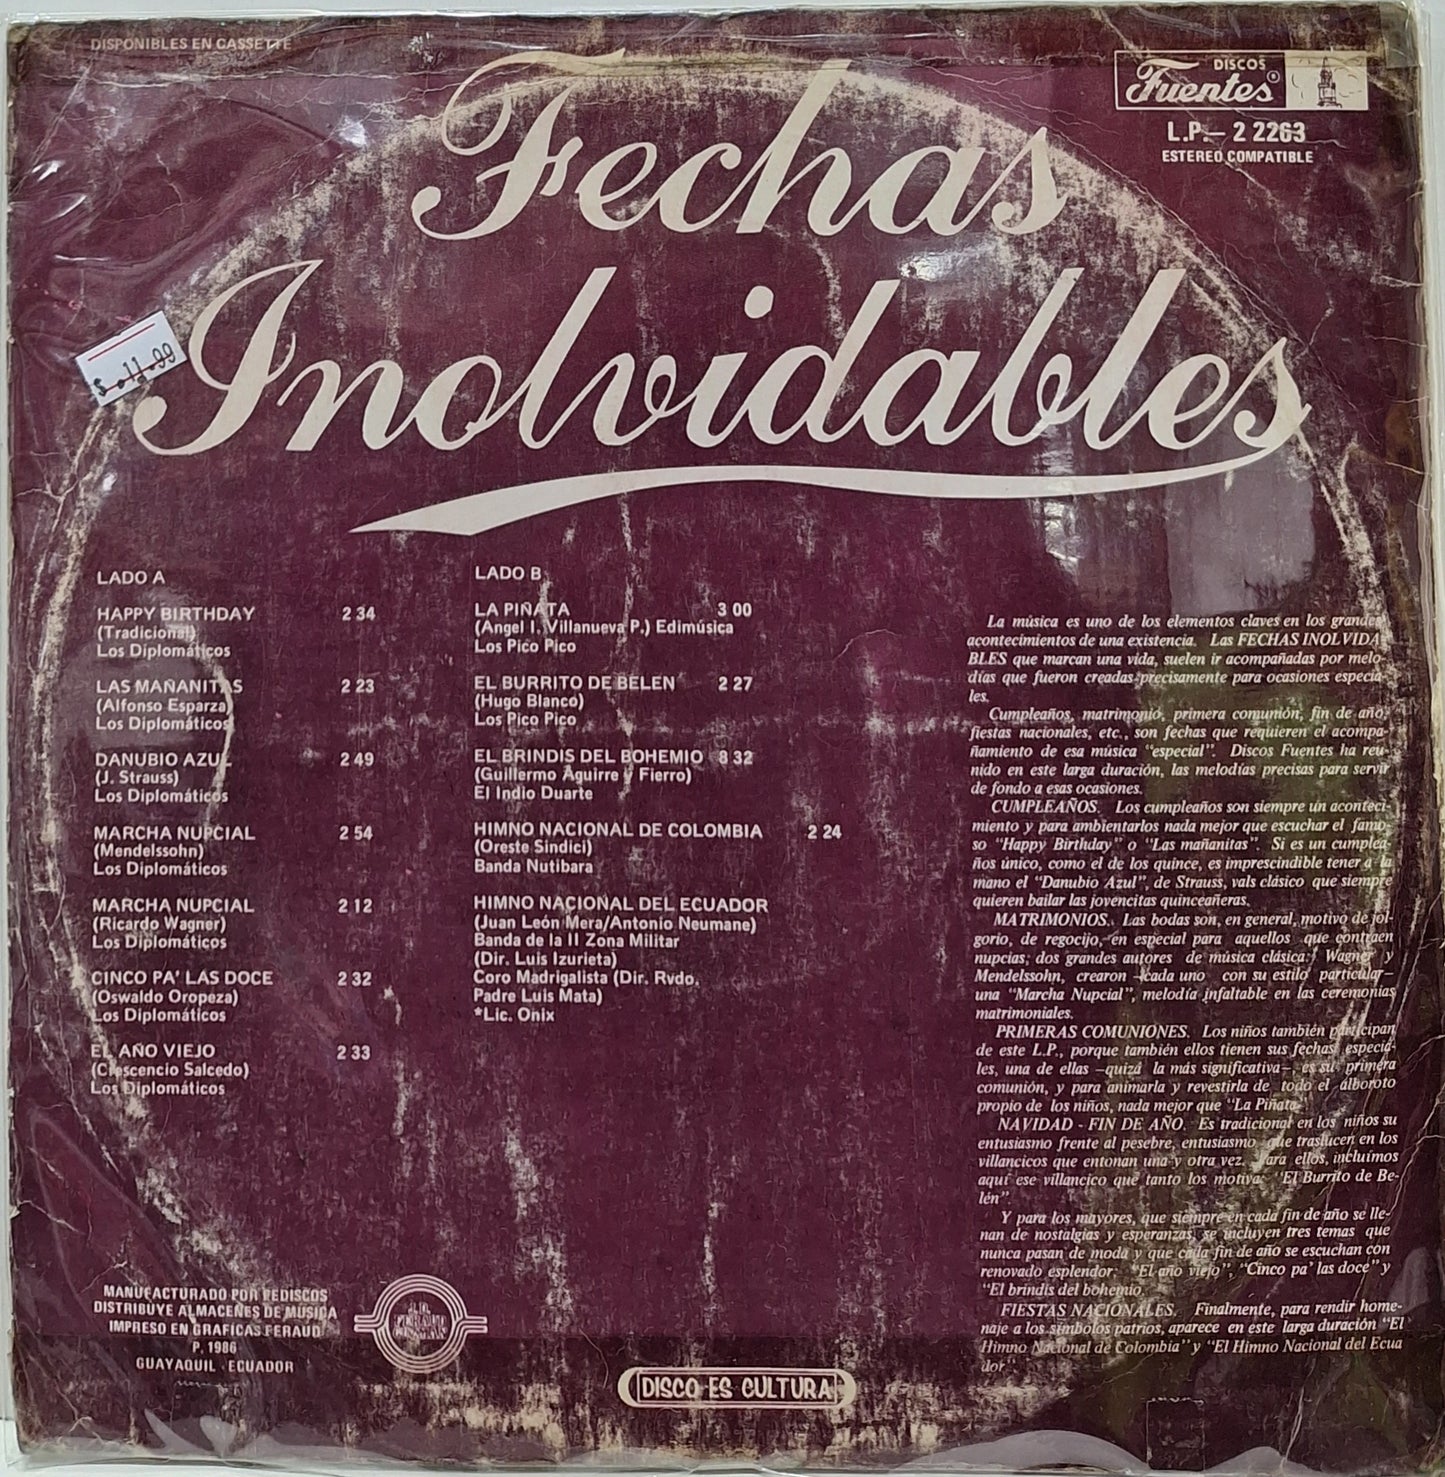 DISPONIBLES EN CASSETTE
DISCOS
Fuentes ®
L.P.— 2 2263
ESTEREO COMPATIBLE
Fechas
Inolvidables
LADO A
HAPPY BIRTHDAY 2 34
(Tradicional)
Los Diplomáticos
LAS MAÑANITAS 2 23
(Alfonso Esparza)
Los Diplomáticos
DANUBIO AZUL 2 49
(J. Strauss)
Los Diplomáticos
MARCHA NUPCIAL 2 54
(Mendelssohn)
Los Diplomáticos
MARCHA NUPCIAL 2 12
(Ricardo Wagner)
Los Diplomáticos
CINCO PA' LAS DOCE 2 32
(Oswaldo Oropeza)
Los Diplomáticos
EL AÑO VIEJO 2 33
(Crescencio Salcedo)
Los Diplomáticos
LADO B
LA PIÑATA 3 00
(Angel I. Villanueva P.) Edimúsica
Los Pico Pico
EL BURRITO DE BELEN 2 27
(Hugo Blanco)
Los Pico Pico
EL BRINDIS DEL BOHEMIO 8 32
(Guillermo Aguirre y Fierro)
El Indio Duarte
HIMNO NACIONAL DE COLOMBIA 2 24
(Oreste Sindici)
Banda Nutibara
HIMNO NACIONAL DEL ECUADOR
(Juan León Mera/Antonio Neumane)
Banda de la II Zona Militar
(Dir. Luis Izurieta)
Coro Madrigalista (Dir. Rvdo.
Padre Luis Mata)
*Lic. Onix
La música es uno de los elementos claves en los grandes
acontecimientos de una existencia. Las FECHAS INOLVIDA-
BLES que marcan una vida, suelen ir acompañadas por melo-
días que fueron creadas precisamente para ocasiones especia-
les.
Cumpleaños, matrimonio, primera comunión, fin de año,
fiestas nacionales, etc., son fechas que requieren el acompa-
ñamiento de esa música "especial". Discos Fuentes ha reu-
nido en este larga duración, las melodías precisas para servir
de fondo a esas ocasiones.
CUMPLEAÑOS. Los cumpleaños son siempre un aconteci-
miento y para ambientarlos nada mejor que escuchar el famo-
so "Happy Birthday" o "Las mañanitas". Si es un cumplea-
ños único, como el de los quince, es imprescindible tener a la
mano el "Danubio Azul", de Strauss, vals clásico que siempre
quieren bailar las jovencitas quinceañeras.
MATRIMONIOS. Las bodas son, en general, motivo de jol-
gorio, de regocijo, en especial para aquellos que contraen
nupcias; dos grandes autores de música clásica: Wagner y
Mendelssohn, crearon —cada uno con su estilo particular—
una "Marcha Nupcial", melodía infaltable en las ceremonias
matrimoniales.
PRIMERAS COMUNIONES. Los niños también participan
de este L.P., porque también ellos tienen sus fechas especia-
les, una de ellas —quizá la más significativa—, es su primera
comunión, y para animarla y revestirla de todo el álboroto
propio de los niños, nada mejor que "La Piñata
NAVIDAD - FIN DE AÑO. Es tradicional en los niños su
entusiasmo frente al pesebre, entusiasmo que traslucen en los
villancicos que entonan una y otra vez. Para ellos, incluímos
aquí ese villancico que tanto los motiva: "El Burrito de Be-
lén".
Y para los mayores, que siempre en cada fin de año se lle-
nan de nostalgias y esperanzas, se incluyen tres temas que
nunca pasan de moda y que cada fin de año se escuchan con
renovado esplendor: "El año viejo", "Cinco pa' las doce" y
"El brindis del bohemio
FIESTAS NACIONALES. Finalmente, para rendir home-
naje a los símbolos patrios, aparece en este larga duración "El
Himno Nacional de Colombia" y "El Himno Nacional del Ecua
dor"
MANUFACTURADO POR FEDISCOS
DISTRIBUYE ALMACENES DE MUSICA
IMPRESO EN GRAFICAS FERAUD
P. 1986
GUAYAQUIL - ECUADOR
J.D.
FERAUD
GUZMAN
DISCO ES CULTURA